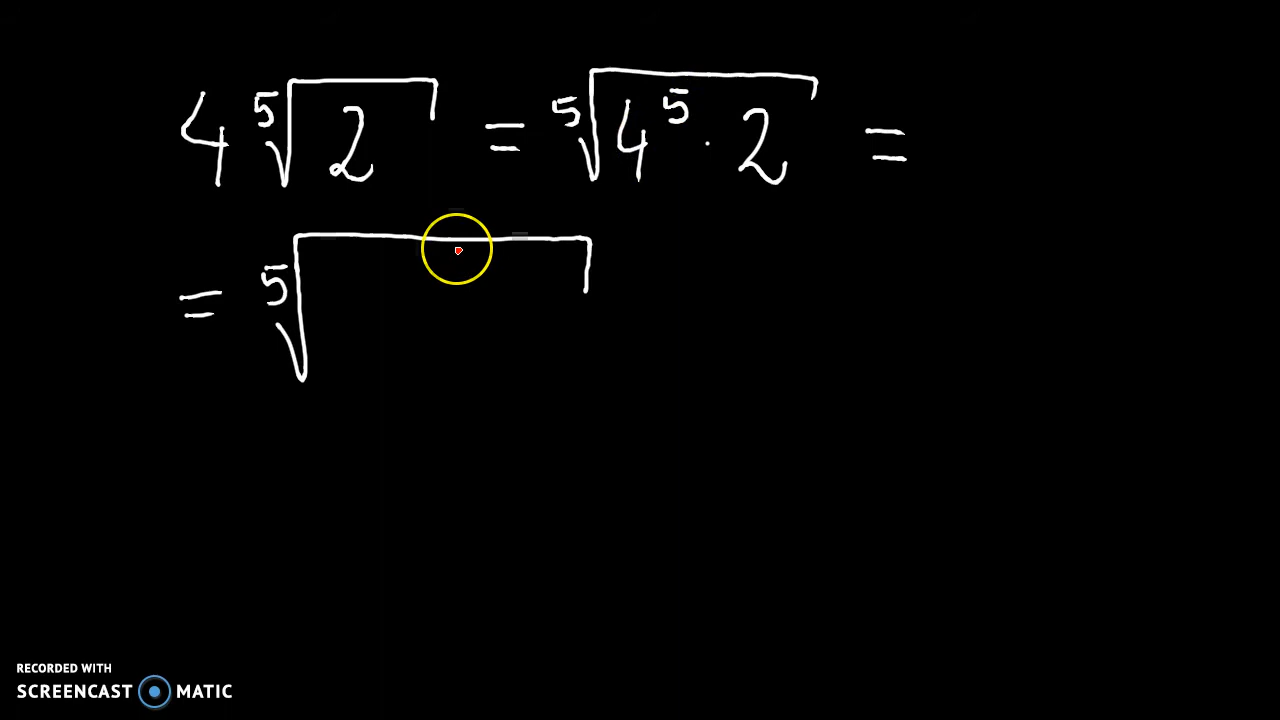 4 ⁵√2 = ⁵√4⁵ · 2 =
= ⁵√
RECORDED WITH
SCREENCAST MATIC